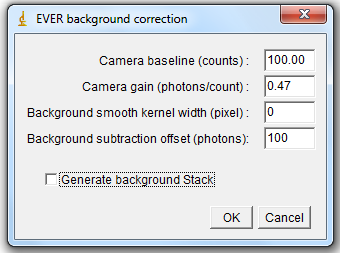 EVER background correction
Camera baseline (counts) : 100.00
Camera gain (photons/count) : 0.47
Background smooth kernel width (pixel) : 0
Background subtraction offset (photons): 100
Generate background Stack
OK Cancel